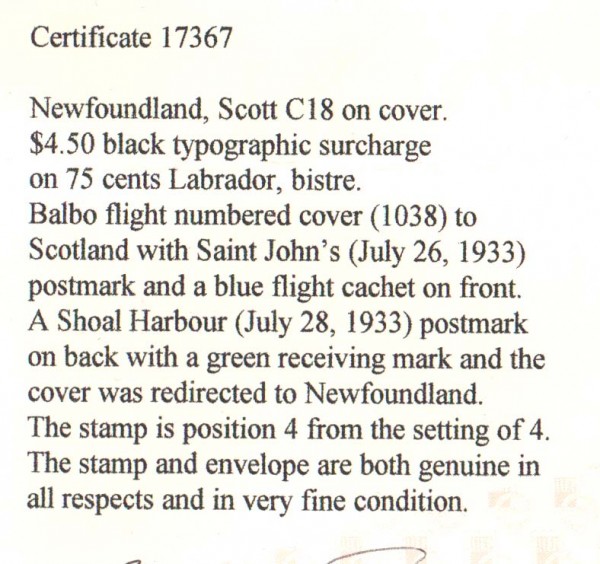 Certificate 17367
Newfoundland, Scott C18 on cover.
$4.50 black typographic surcharge
on 75 cents Labrador, bistre.
Balbo flight numbered cover (1038) to
Scotland with Saint John’s (July 26, 1933)
postmark and a blue flight cachet on front.
A Shoal Harbour (July 28, 1933) postmark
on back with a green receiving mark and the
cover was redirected to Newfoundland.
The stamp is position 4 from the setting of 4.
The stamp and envelope are both genuine in
all respects and in very fine condition.